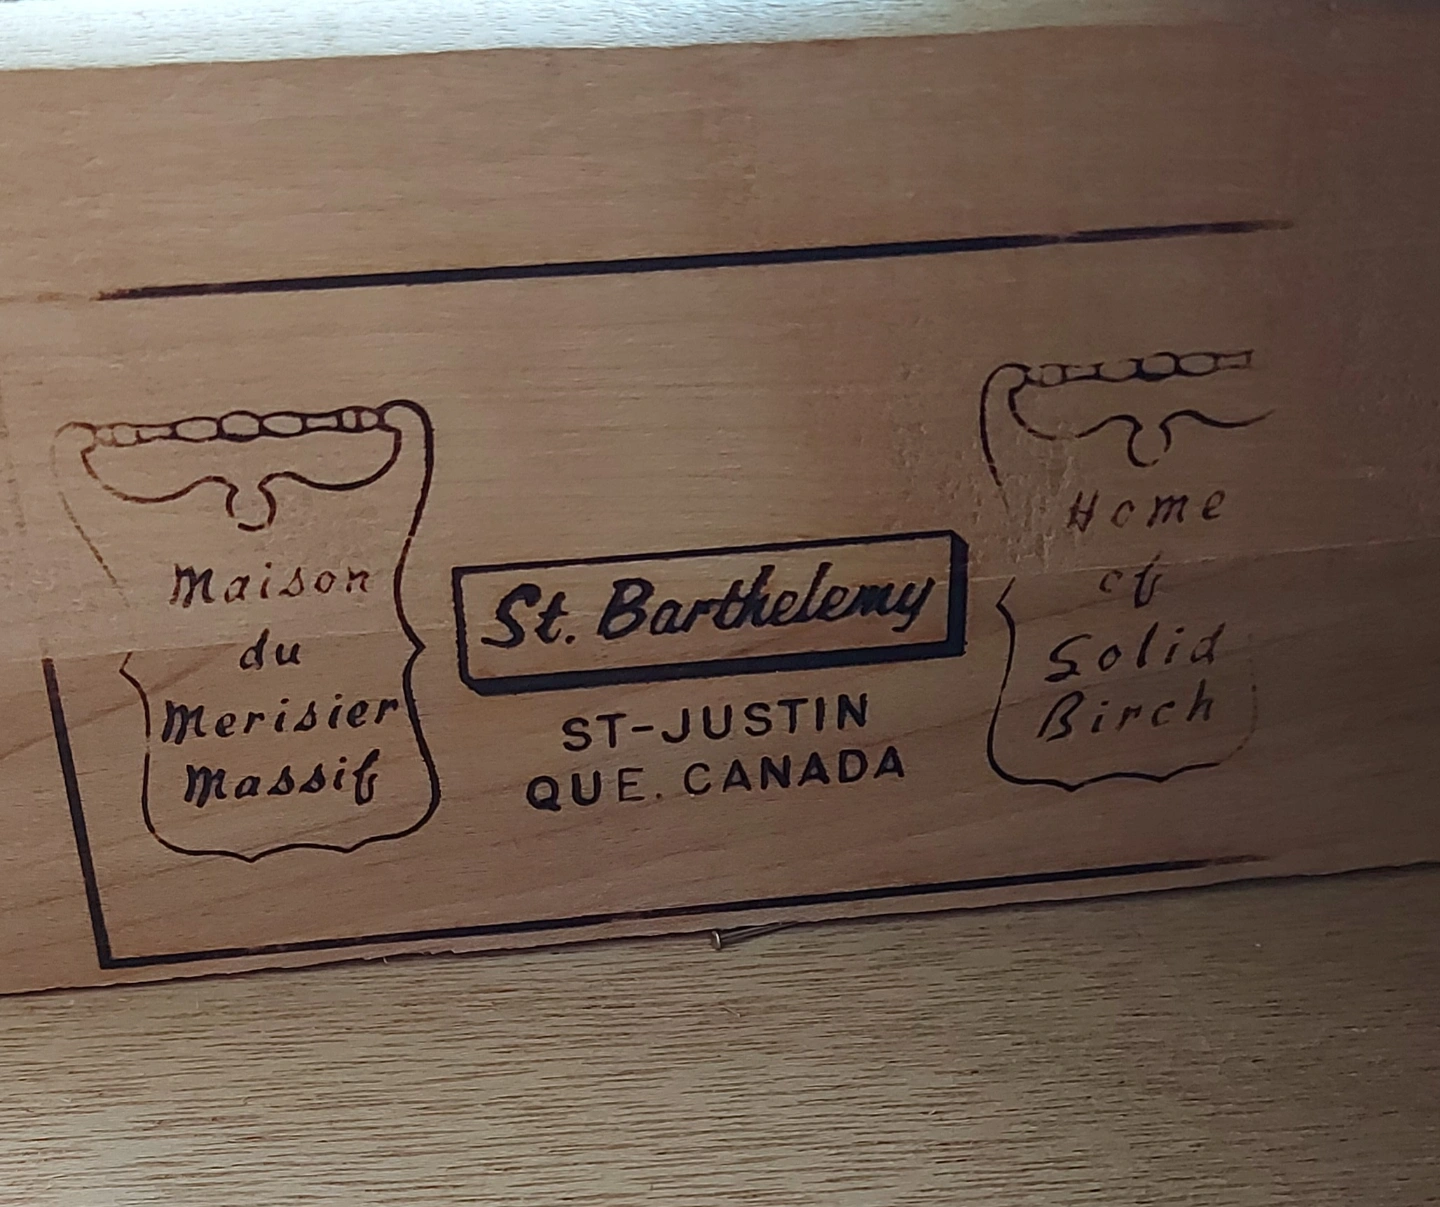 Maison
du
Merisier
Massif
St. Barthelemy
ST-JUSTIN
QUE. CANADA
Home
of
Solid
Birch